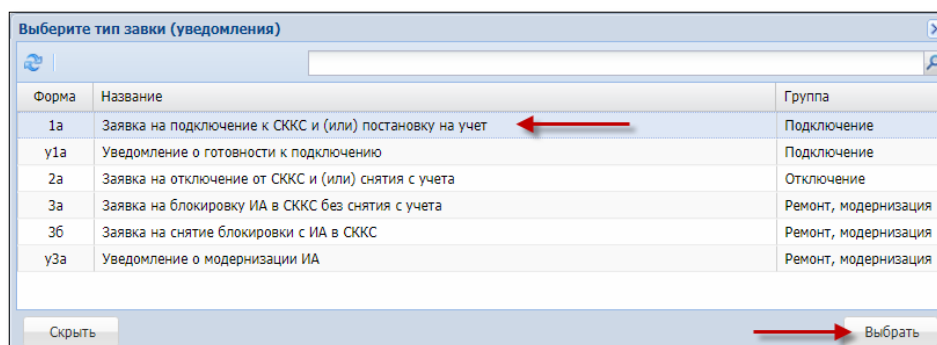 Выберите тип завки (уведомления)
Форма Название Группа
1а Заявка на подключение к СККС и (или) постановку на учет Подключение
у1а Уведомление о готовности к подключению Подключение
2а Заявка на отключение от СККС и (или) снятия с учета Отключение
3а Заявка на блокировку ИА в СККС без снятия с учета Ремонт, модернизация
3б Заявка на снятие блокировки с ИА в СККС Ремонт, модернизация
у3а Уведомление о модернизации ИА Ремонт, модернизация
Скрыть Выбрать